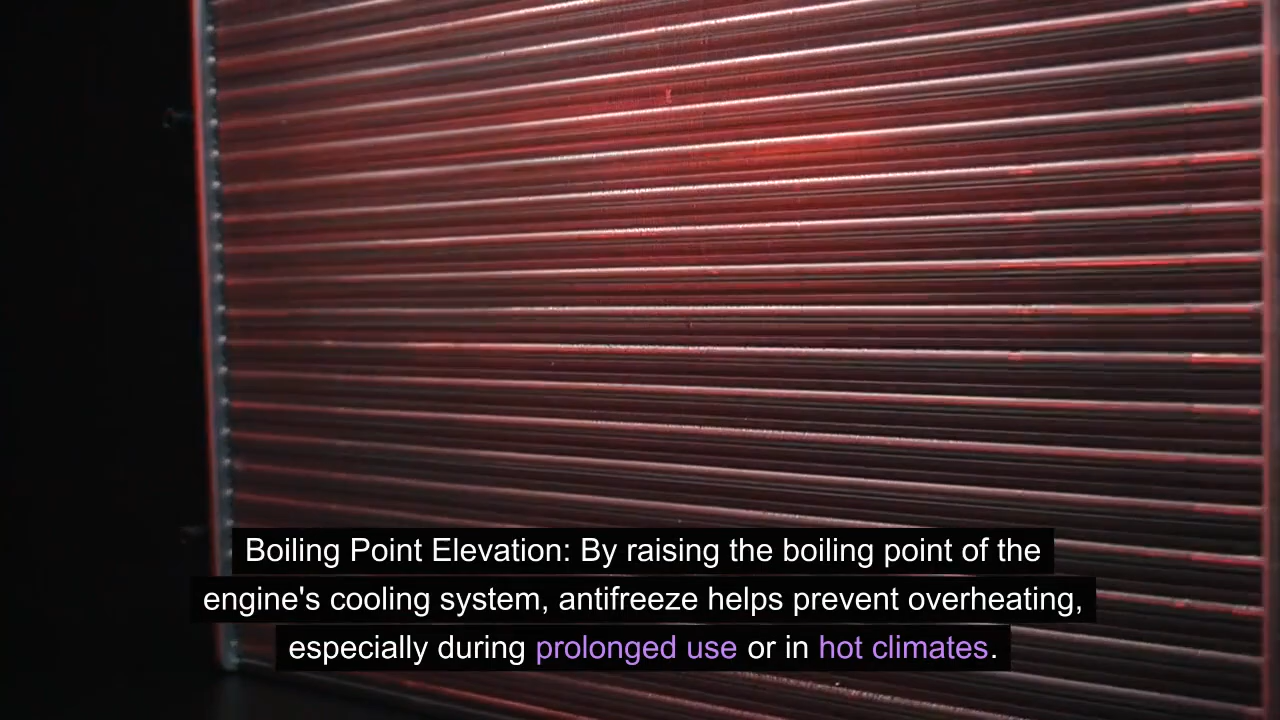 Boiling Point Elevation: By raising the boiling point of the
engine's cooling system, antifreeze helps prevent overheating,
especially during prolonged use or in hot climates.